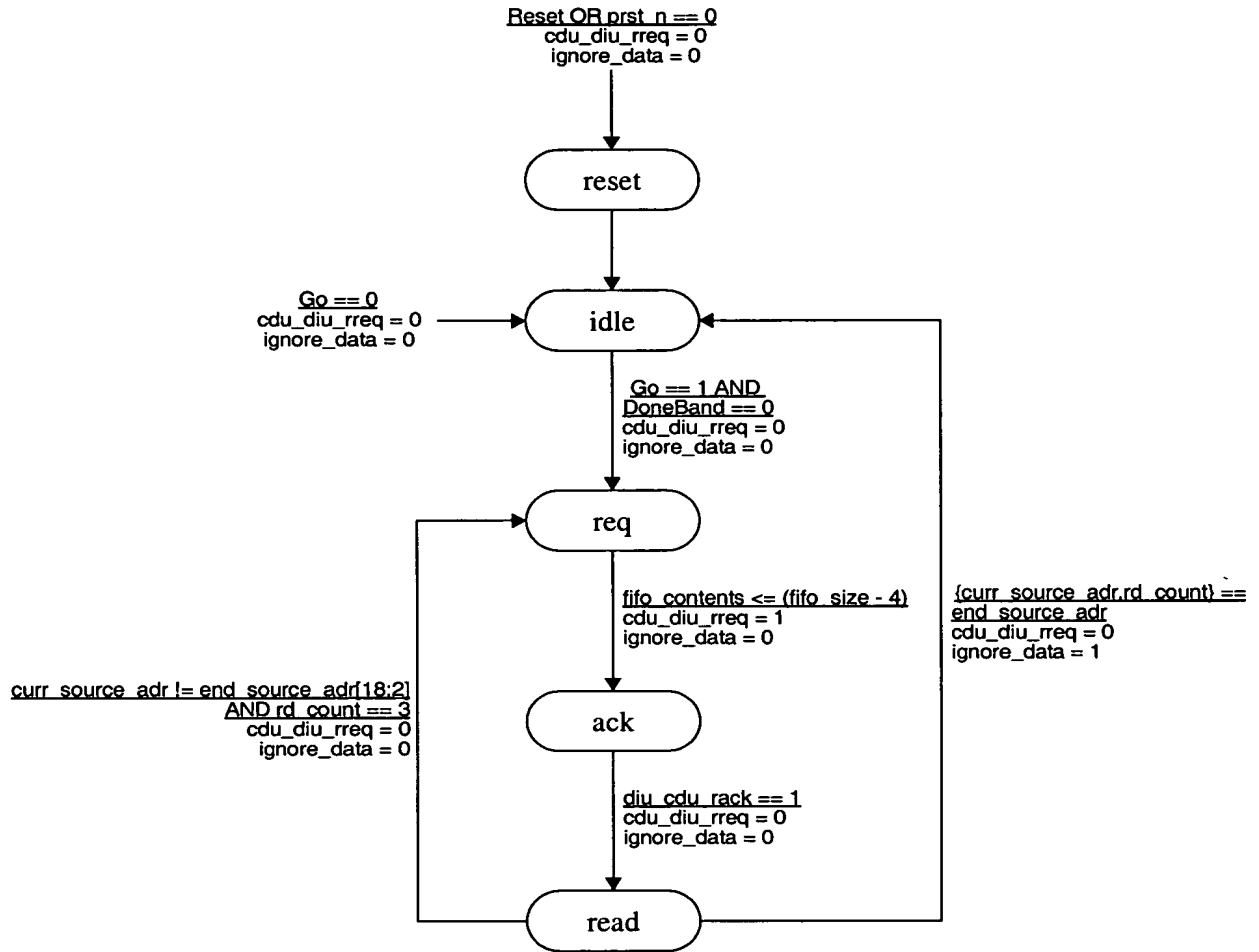 Reset OR prst_n == 0
cdu_diu_rreq = 0
ignore_data = 0
reset
Go == 0
cdu_diu_rreq = 0
ignore_data = 0
idle
Go == 1 AND
DoneBand == 0
cdu_diu_rreq = 0
ignore_data = 0
req
fifo_contents <= (fifo_size - 4)
cdu_diu_rreq = 1
ignore_data = 0
{curr_source_adr,rd_count} ==
end_source_adr
cdu_diu_rreq = 0
ignore_data = 1
curr_source_adr != end_source_adr[18:2]
AND rd_count == 3
cdu_diu_rreq = 0
ignore_data = 0
ack
diu_cdu_rack == 1
cdu_diu_rreq = 0
ignore_data = 0
read